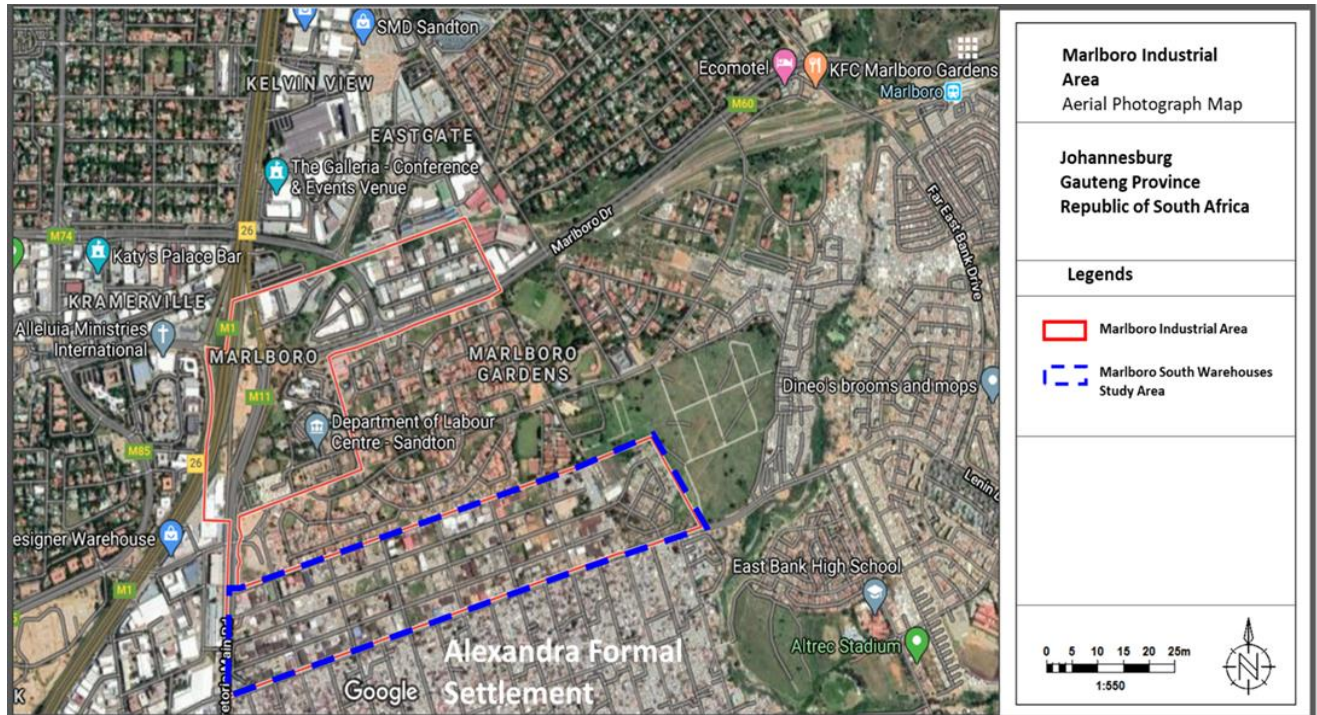 SMD Sandton
KELVIN VIEW
Ecomotel
KFC Marlboro Gardens
Marlboro
M60
EASTGATE
The Galleria - Conference
& Events Venue
Far East Bank Drive
Marlboro Dr
M74
26
Katy's Palace Bar
KRAMERVILLE
Alleluia Ministries
International
M1
MARLBORO
MARLBORO
GARDENS
M11
Dineo's brooms and mops
Department of Labour
Centre - Sandton
M85
26
Lenin
esigner Warehouse
M1
East Bank High School
Altrec Stadium
Alexandra Formal
Settlement
Google
K
Marlboro Industrial
Area
Aerial Photograph Map
Johannesburg
Gauteng Province
Republic of South Africa
Legends
Marlboro Industrial Area
Marlboro South Warehouses
Study Area
0 5 10 15 20 25m
1:550
N